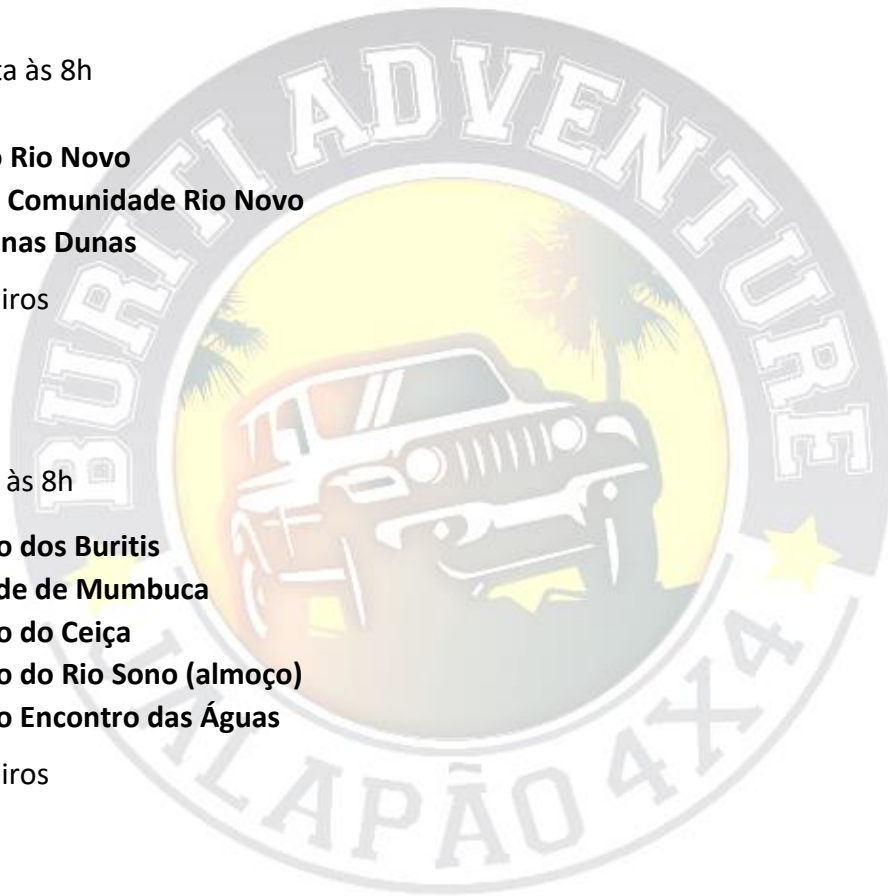 ta às 8h
o Rio Novo
Comunidade Rio Novo
nas Dunas
iros
às 8h
o dos Buritis
de de Mumbuca
o do Ceiça
o do Rio Sono (almoço)
o Encontro das Águas
iros
BURITI ADVENTURE
JALAPÃO 4X4